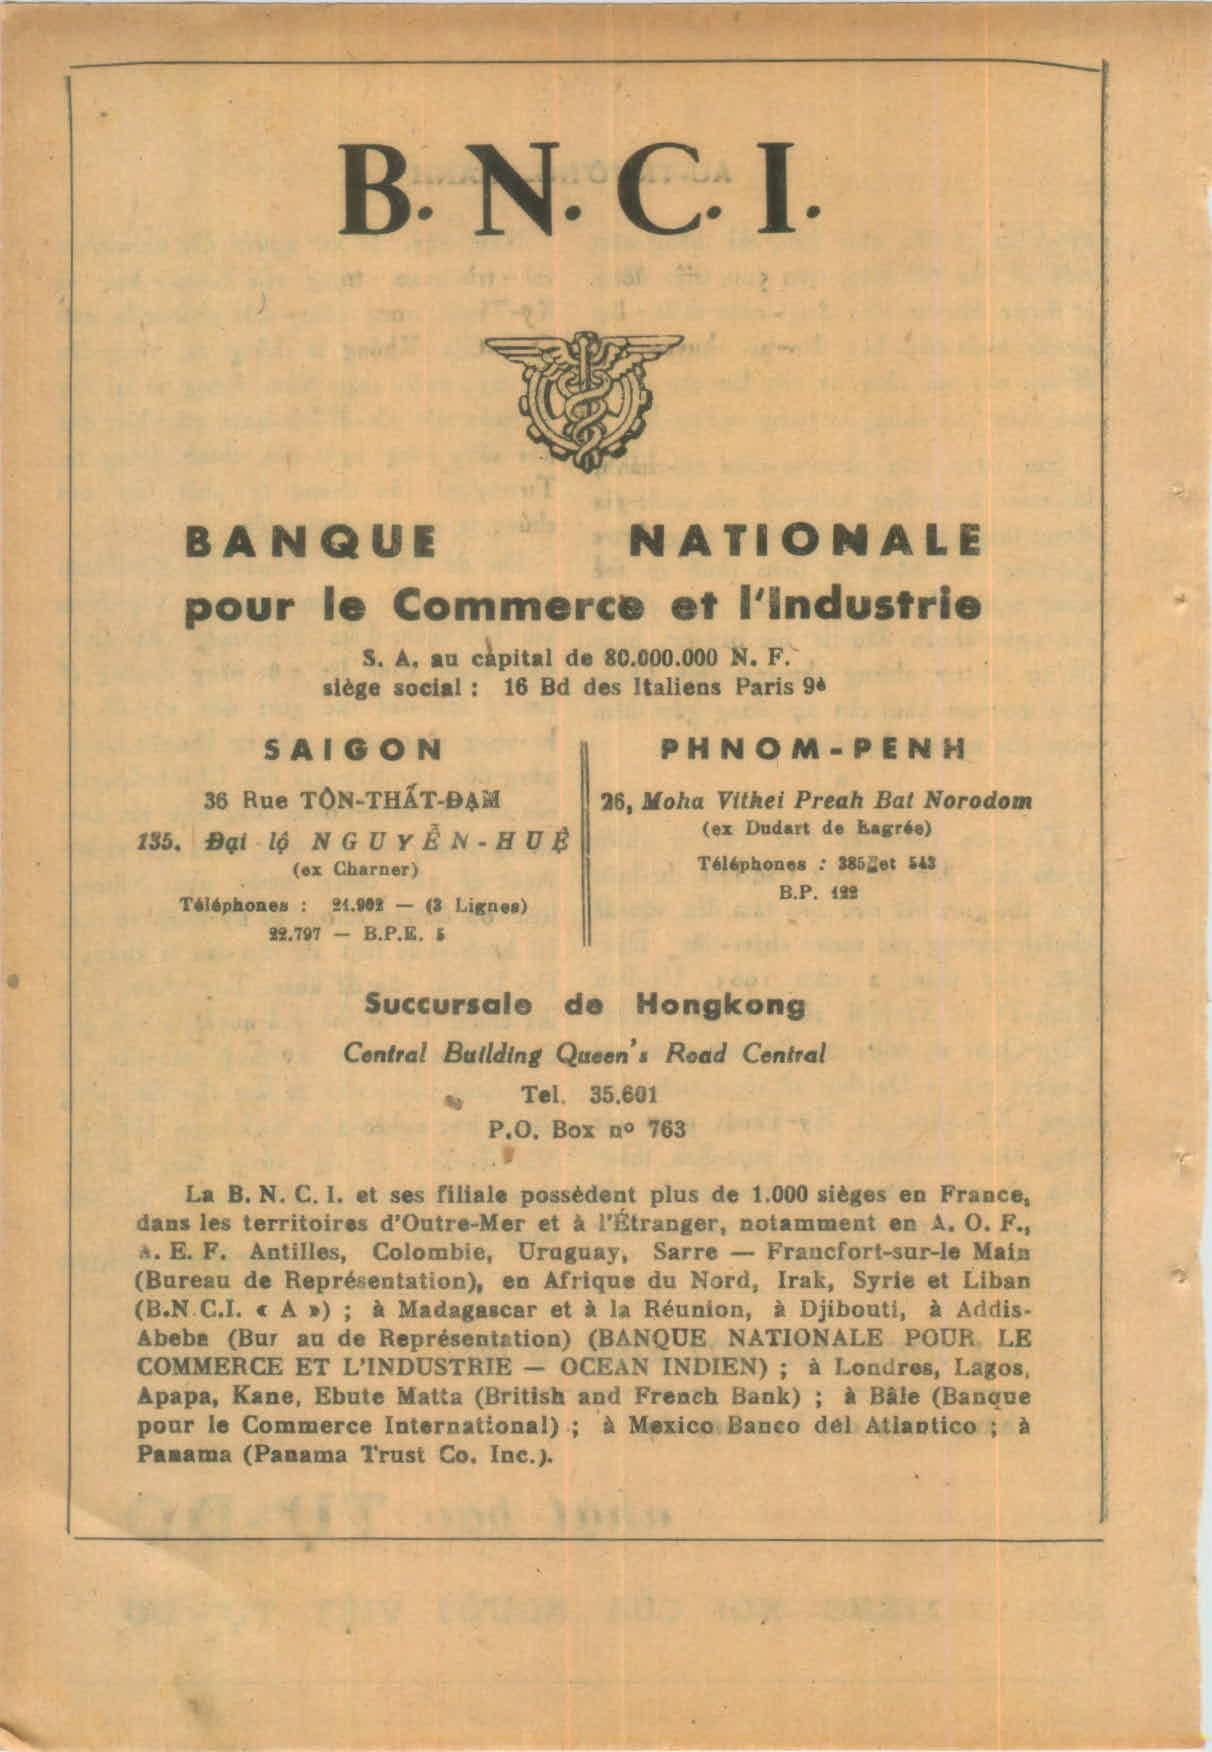 B. N. C. I.
BANQUE NATIONALE
pour le Commerce et l'Industrie
S. A. au capital de 80.000.000 N. F.
siège social : 16 Bd des Italiens Paris 9è
SAIGON
36 Rue TÔN-THẤT-ĐẠM
135. Đại lộ NGUYỄN-HUỆ
(ex Charner)
Téléphones : 21.902 — (3 Lignes)
22.797 — B.P.E. 5
PHNOM-PENH
26, Moha Vithei Preah Bat Norodom
(ex Dudart de Lagrée)
Téléphones : 385 et 543
B.P. 122
Succursale de Hongkong
Central Building Queen's Road Central
Tel. 35.601
P.O. Box nº 763
La B. N. C. I. et ses filiale possèdent plus de 1.000 sièges en France,
dans les territoires d'Outre-Mer et à l'Étranger, notamment en A. O. F.,
A. E. F. Antilles, Colombie, Uruguay, Sarre — Francfort-sur-le Main
(Bureau de Représentation), en Afrique du Nord, Irak, Syrie et Liban
(B.N.C.I. « A ») ; à Madagascar et à la Réunion, à Djibouti, à Addis-
Abeba (Bur au de Représentation) (BANQUE NATIONALE POUR LE
COMMERCE ET L'INDUSTRIE — OCEAN INDIEN) ; à Londres, Lagos,
Apapa, Kane, Ebute Matta (British and French Bank) ; à Bâle (Banque
pour le Commerce International) ; à Mexico Banco del Atlantico ; à
Panama (Panama Trust Co. Inc.).